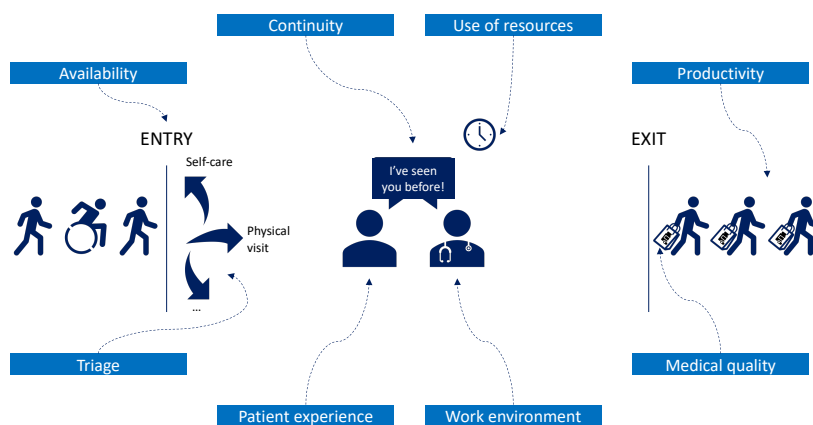 Continuity
Use of resources
Availability
Productivity
ENTRY
EXIT
Self-care
I've seen
you before!
Physical
visit
...
Triage
Medical quality
Patient experience
Work environment